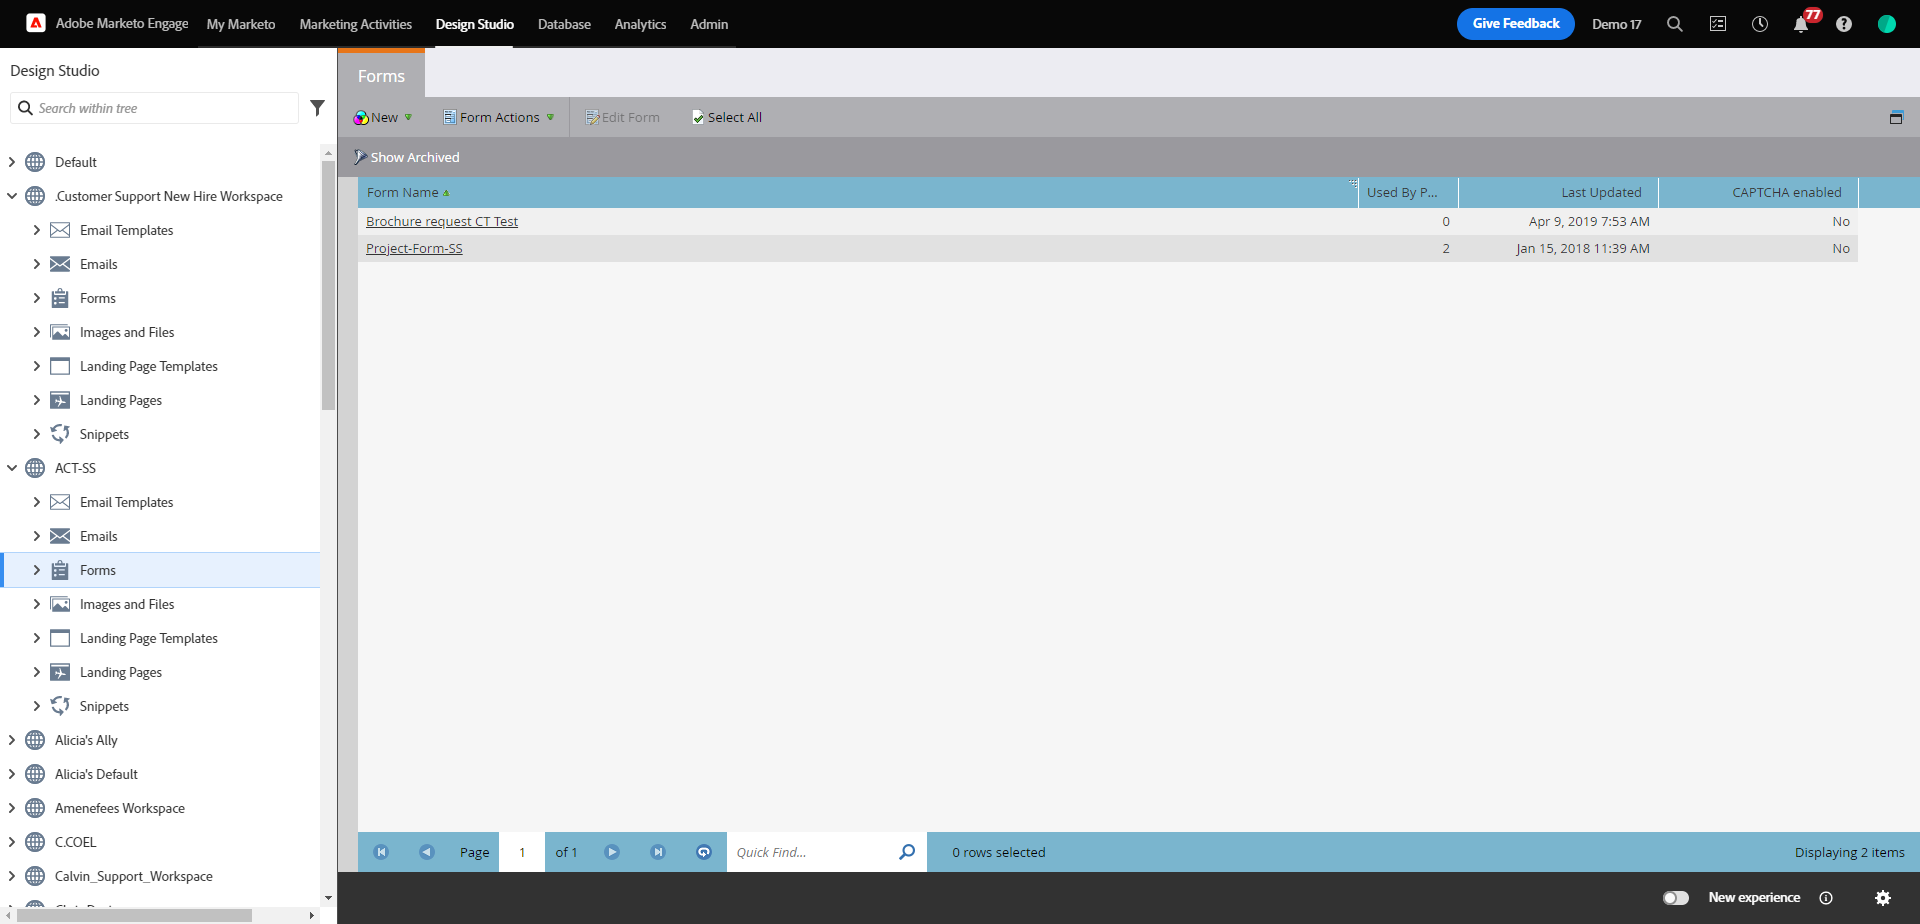 Adobe Marketo Engage My Marketo Marketing Activities Design Studio Database Analytics Admin Give Feedback Demo 17 77
Design Studio
Search within tree
Default
.Customer Support New Hire Workspace
Email Templates
Emails
Forms
Images and Files
Landing Page Templates
Landing Pages
Snippets
ACT-SS
Email Templates
Emails
Forms
Images and Files
Landing Page Templates
Landing Pages
Snippets
Alicia's Ally
Alicia's Default
Amenefees Workspace
C.COEL
Calvin_Support_Workspace
Forms
New Form Actions Edit Form Select All
Show Archived
Form Name Used By P... Last Updated CAPTCHA enabled
Brochure request CT Test 0 Apr 9, 2019 7:53 AM No
Project-Form-SS 2 Jan 15, 2018 11:39 AM No
Page 1 of 1 Quick Find... 0 rows selected Displaying 2 items
New experience